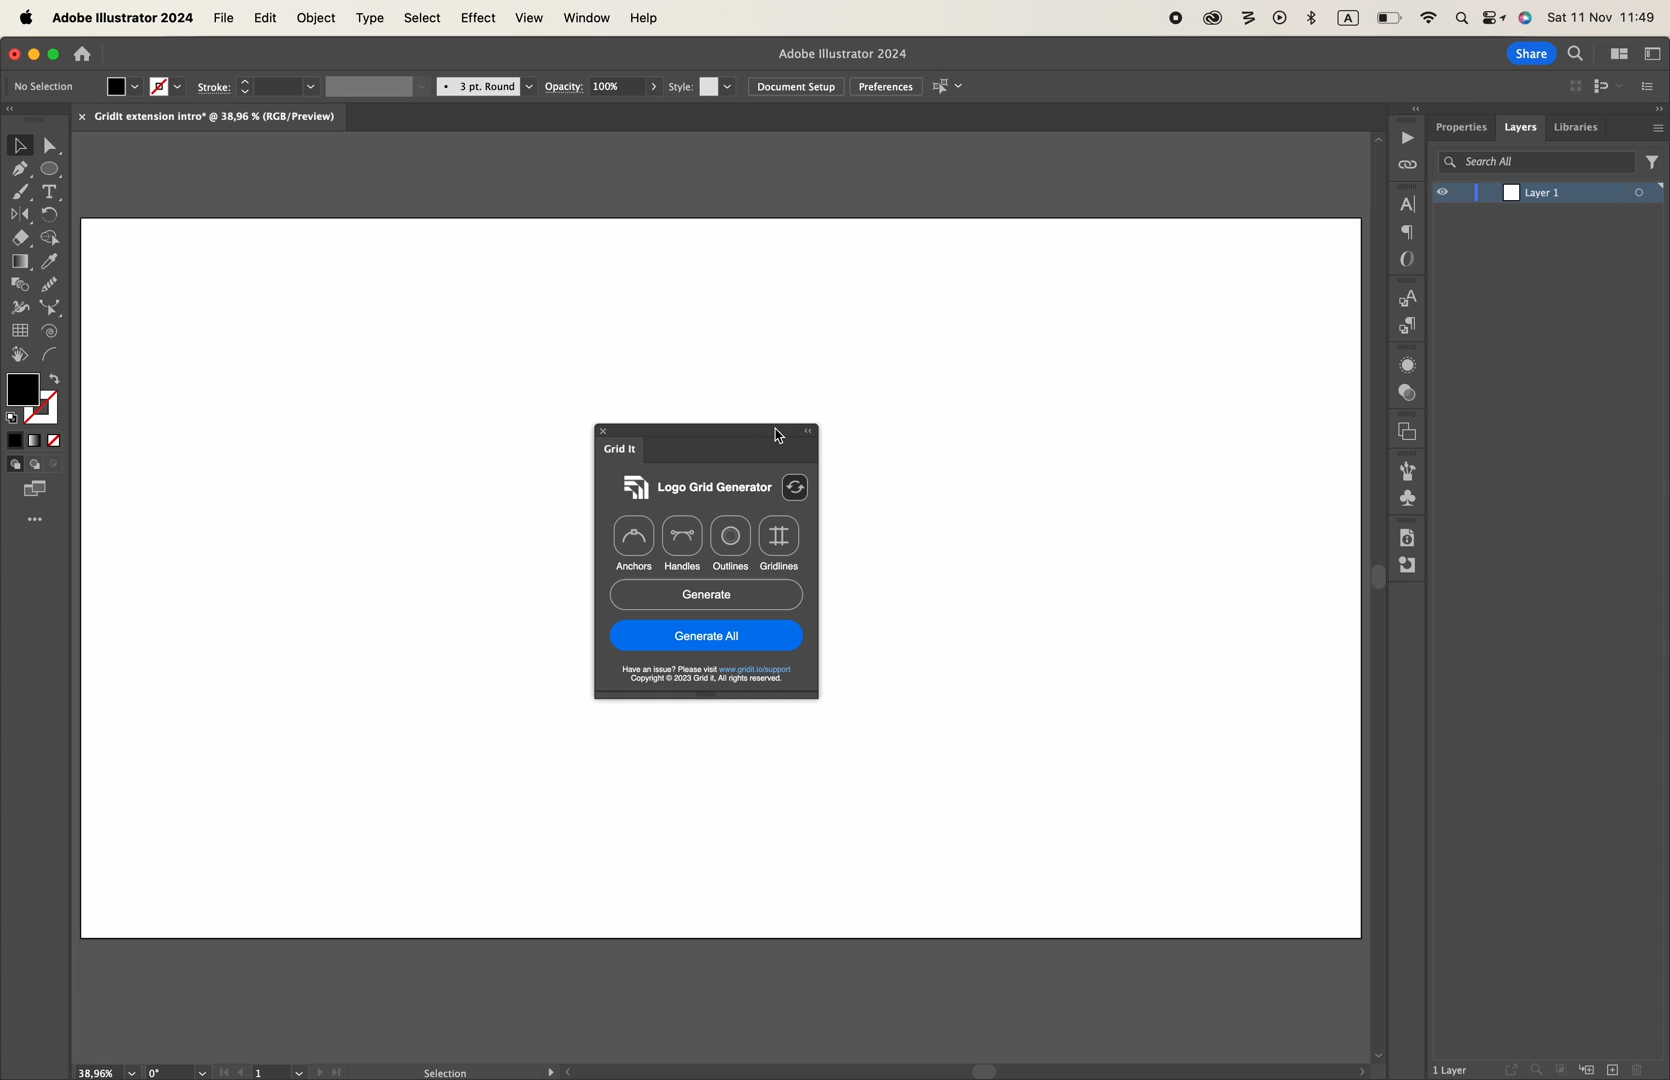 Adobe Illustrator 2024 File Edit Object Type Select Effect View Window Help A Sat 11 Nov 11:49
Adobe Illustrator 2024 Share
No Selection Stroke: 3 pt. Round Opacity: 100% Style: Document Setup Preferences
GridIt extension intro* @ 38,96 % (RGB/Preview)
Properties Layers Libraries
Search All
Layer 1
Grid It
Logo Grid Generator
Anchors Handles Outlines Gridlines
Generate
Generate All
Have an issue? Please visit www.gridit.io/support
Copyright © 2023 Grid it, All rights reserved.
38,96% 0° 1 Selection 1 Layer